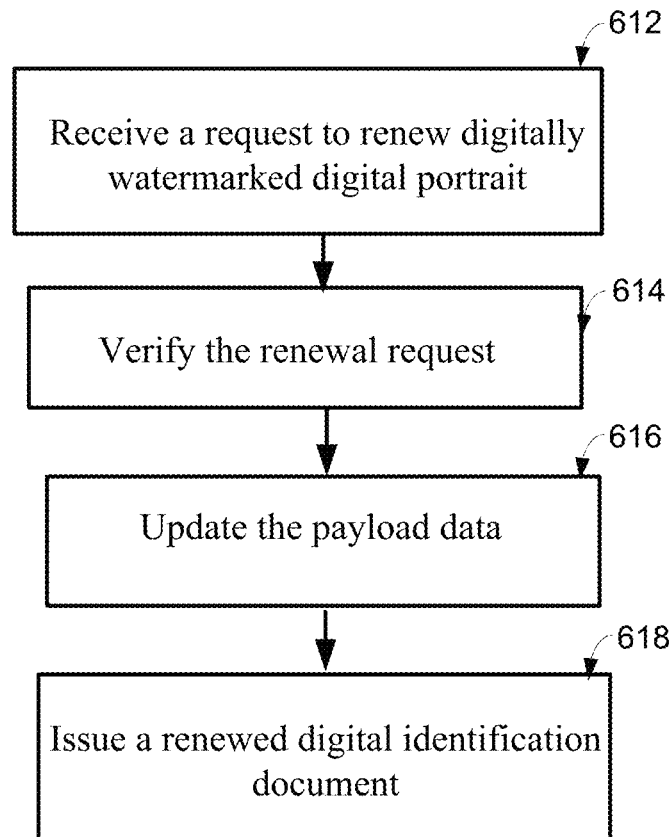 612
Receive a request to renew digitally
watermarked digital portrait
614
Verify the renewal request
616
Update the payload data
618
Issue a renewed digital identification
document